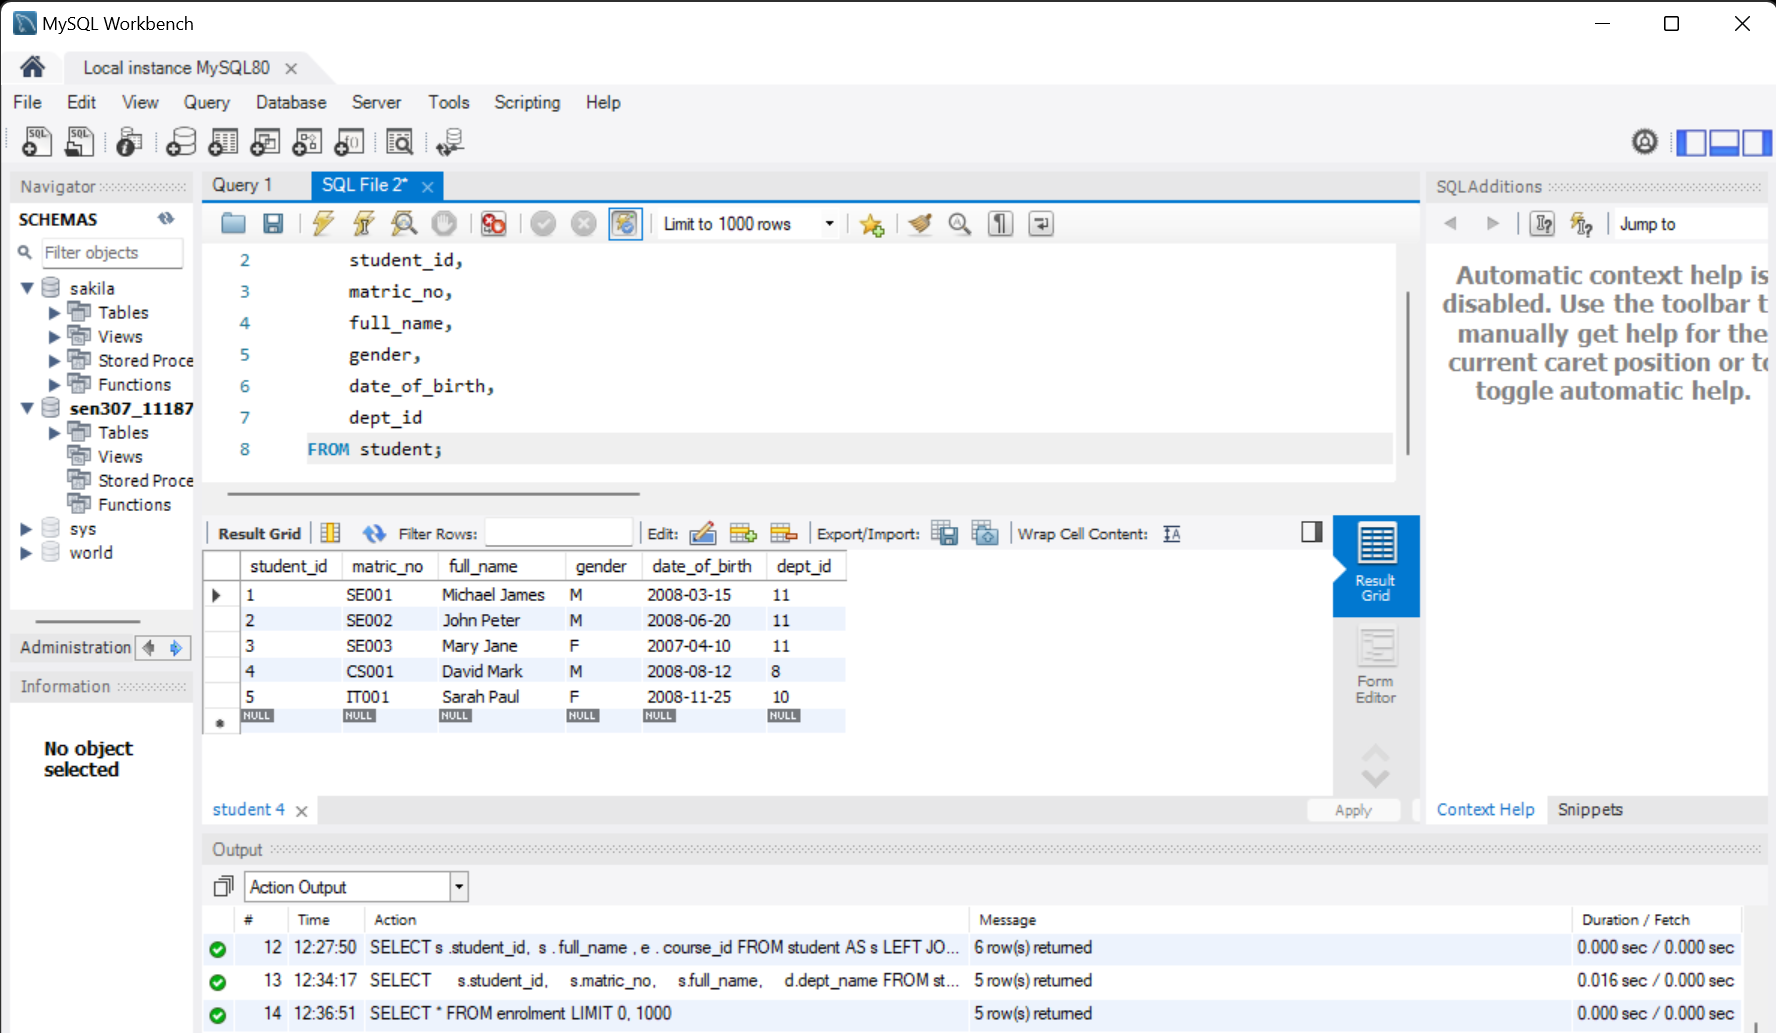 MySQL Workbench
Local instance MySQL80
File Edit View Query Database Server Tools Scripting Help
Navigator
SCHEMAS
Filter objects
sakila
Tables
Views
Stored Proce
Functions
sen307_11187
Tables
Views
Stored Proce
Functions
sys
world
Administration
Information
No object
selected
Query 1 SQL File 2*
Limit to 1000 rows
2 student_id,
3 matric_no,
4 full_name,
5 gender,
6 date_of_birth,
7 dept_id
8 FROM student;
Result Grid Filter Rows: Edit: Export/Import: Wrap Cell Content:
student_id matric_no full_name gender date_of_birth dept_id
1 SE001 Michael James M 2008-03-15 11
2 SE002 John Peter M 2008-06-20 11
3 SE003 Mary Jane F 2007-04-10 11
4 CS001 David Mark M 2008-08-12 8
5 IT001 Sarah Paul F 2008-11-25 10
NULL NULL NULL NULL NULL NULL
Result
Grid
Form
Editor
student 4 Apply
SQLAdditions
Jump to
Automatic context help is
disabled. Use the toolbar t
manually get help for the
current caret position or to
toggle automatic help.
Context Help Snippets
Output
Action Output
# Time Action Message Duration / Fetch
12 12:27:50 SELECT s .student_id, s . full_name , e . course_id FROM student AS s LEFT JO... 6 row(s) returned 0.000 sec / 0.000 sec
13 12:34:17 SELECT s.student_id, s.matric_no, s.full_name, d.dept_name FROM st... 5 row(s) returned 0.016 sec / 0.000 sec
14 12:36:51 SELECT * FROM enrolment LIMIT 0, 1000 5 row(s) returned 0.000 sec / 0.000 sec